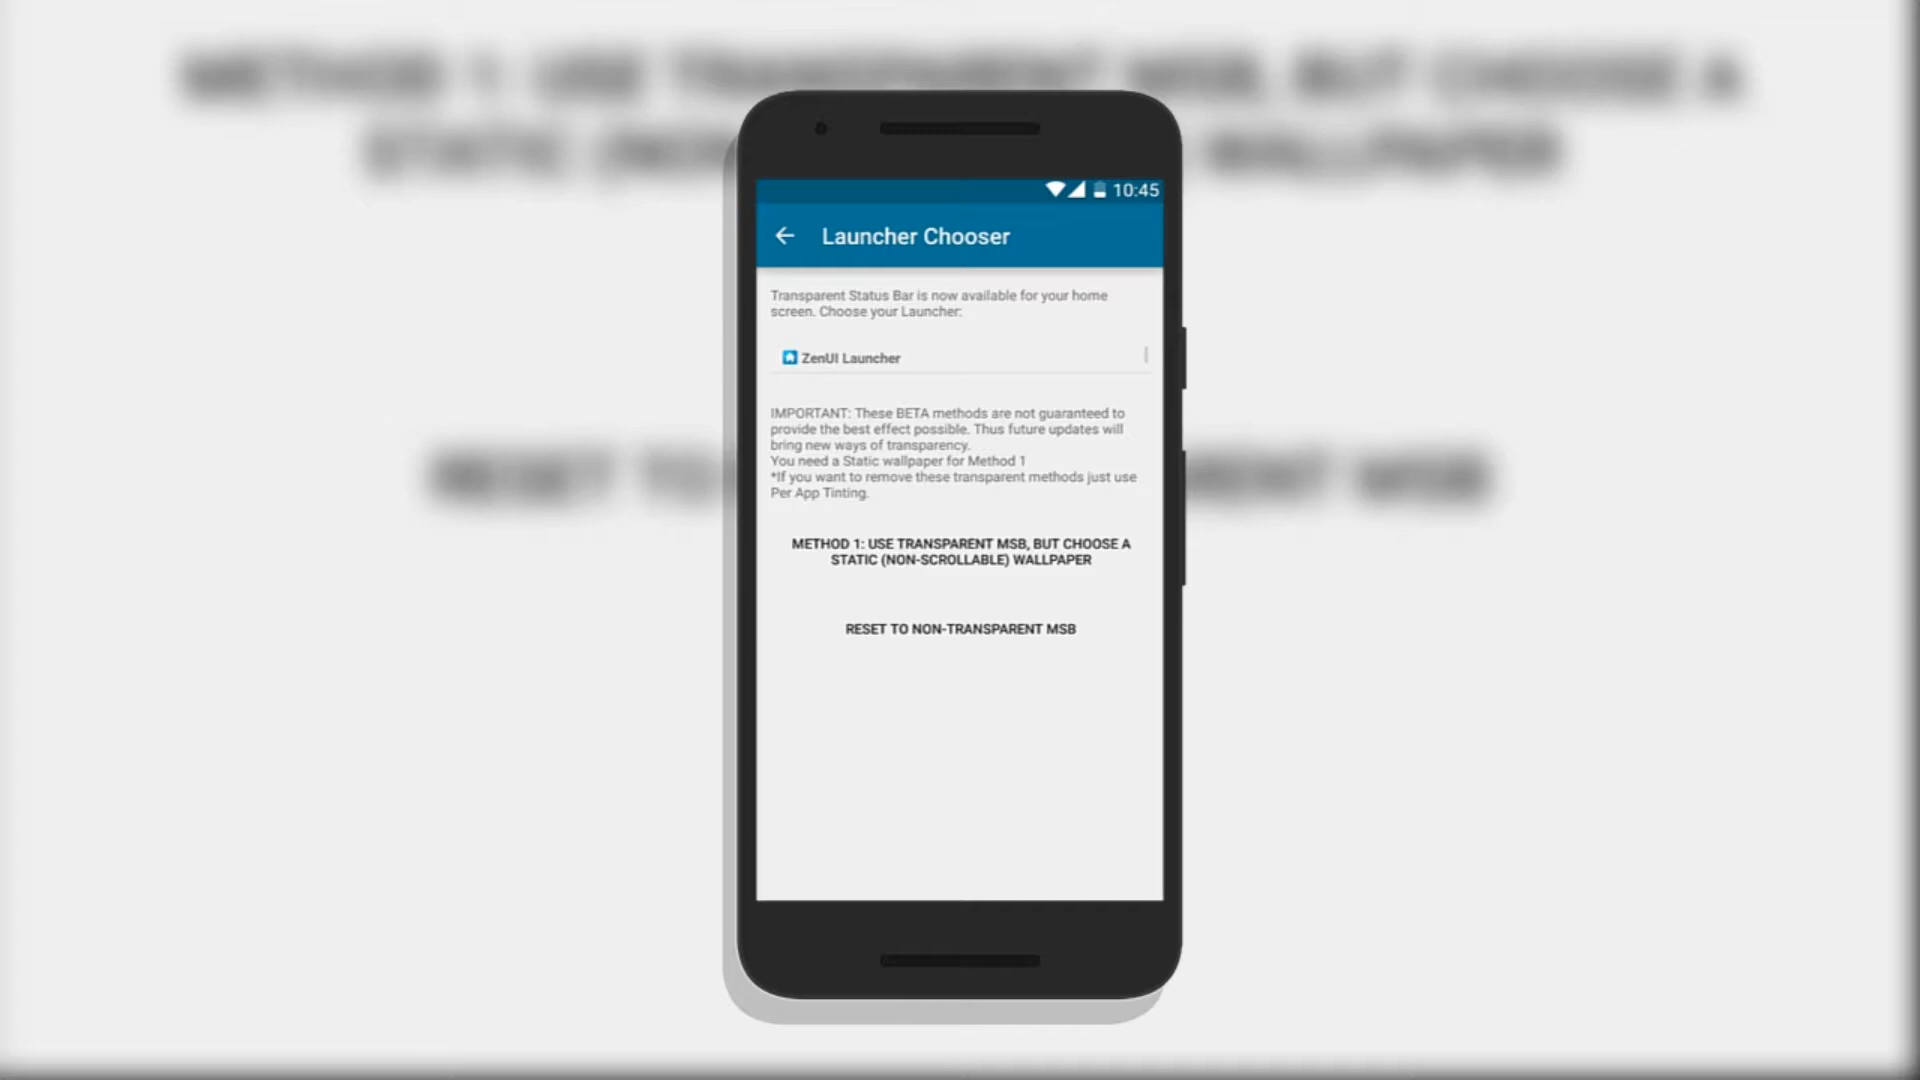 10:45
Launcher Chooser
Transparent Status Bar is now available for your home
screen. Choose your Launcher:
ZenUI Launcher
IMPORTANT: These BETA methods are not guaranteed to
provide the best effect possible. Thus future updates will
bring new ways of transparency.
You need a Static wallpaper for Method 1
*If you want to remove these transparent methods just use
Per App Tinting.
METHOD 1: USE TRANSPARENT MSB, BUT CHOOSE A
STATIC (NON-SCROLLABLE) WALLPAPER
RESET TO NON-TRANSPARENT MSB